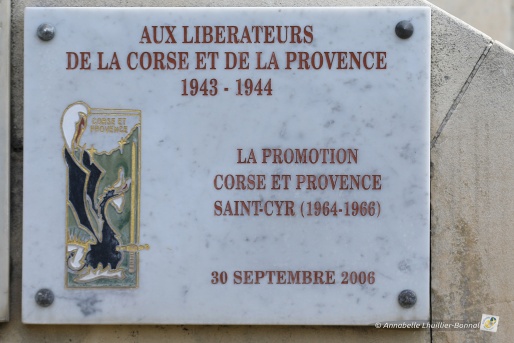 AUX LIBERATEURS
DE LA CORSE ET DE LA PROVENCE
1943 - 1944
CORSE ET
PROVENCE
LA PROMOTION
CORSE ET PROVENCE
SAINT-CYR (1964-1966)
30 SEPTEMBRE 2006
© Annabelle Lhuillier-Bonnal